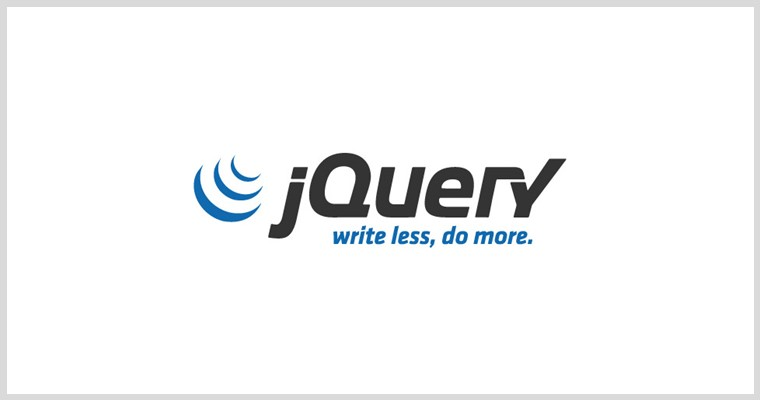 jQuery
write less, do more.